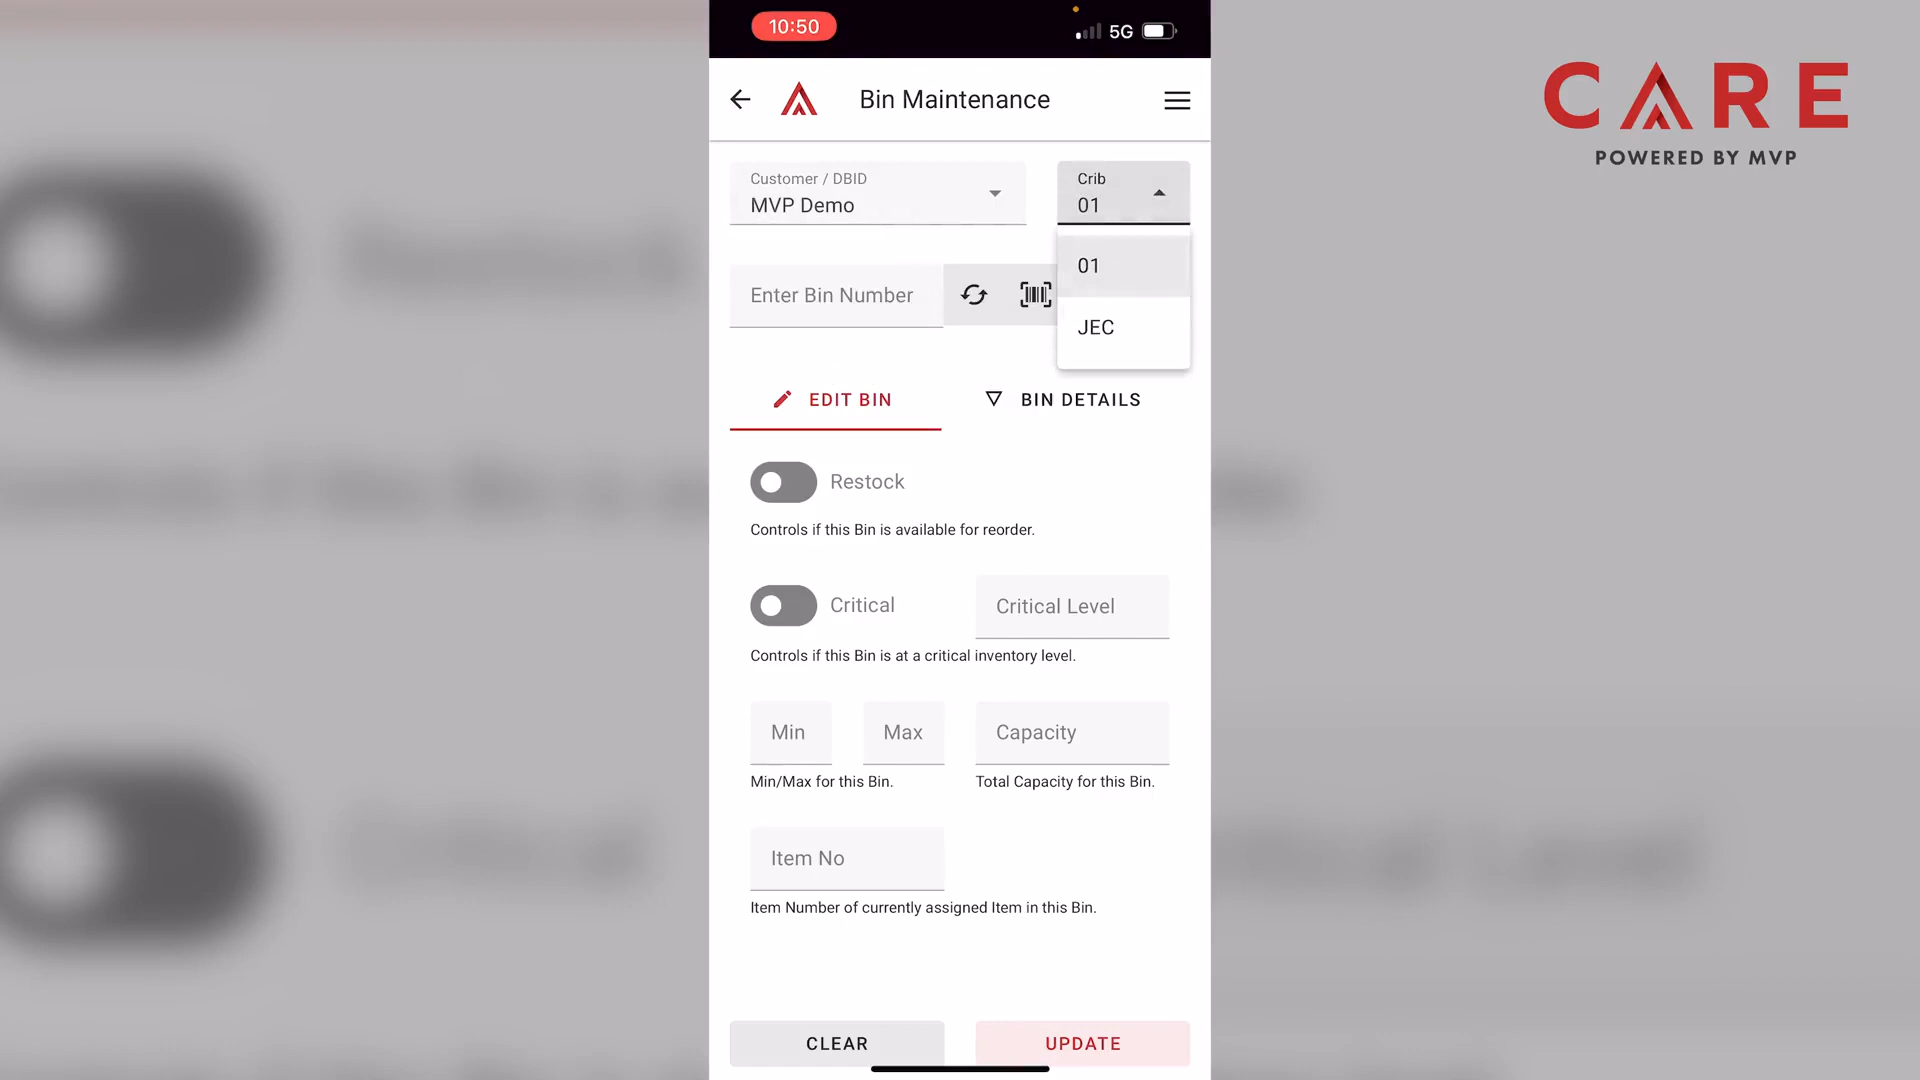 10:50
5G
Bin Maintenance
CARE
POWERED BY MVP
Customer / DBID
MVP Demo
Crib
01
01
JEC
Enter Bin Number
EDIT BIN
BIN DETAILS
Restock
Controls if this Bin is available for reorder.
Critical
Critical Level
Controls if this Bin is at a critical inventory level.
Min
Max
Capacity
Min/Max for this Bin.
Total Capacity for this Bin.
Item No
Item Number of currently assigned Item in this Bin.
CLEAR
UPDATE